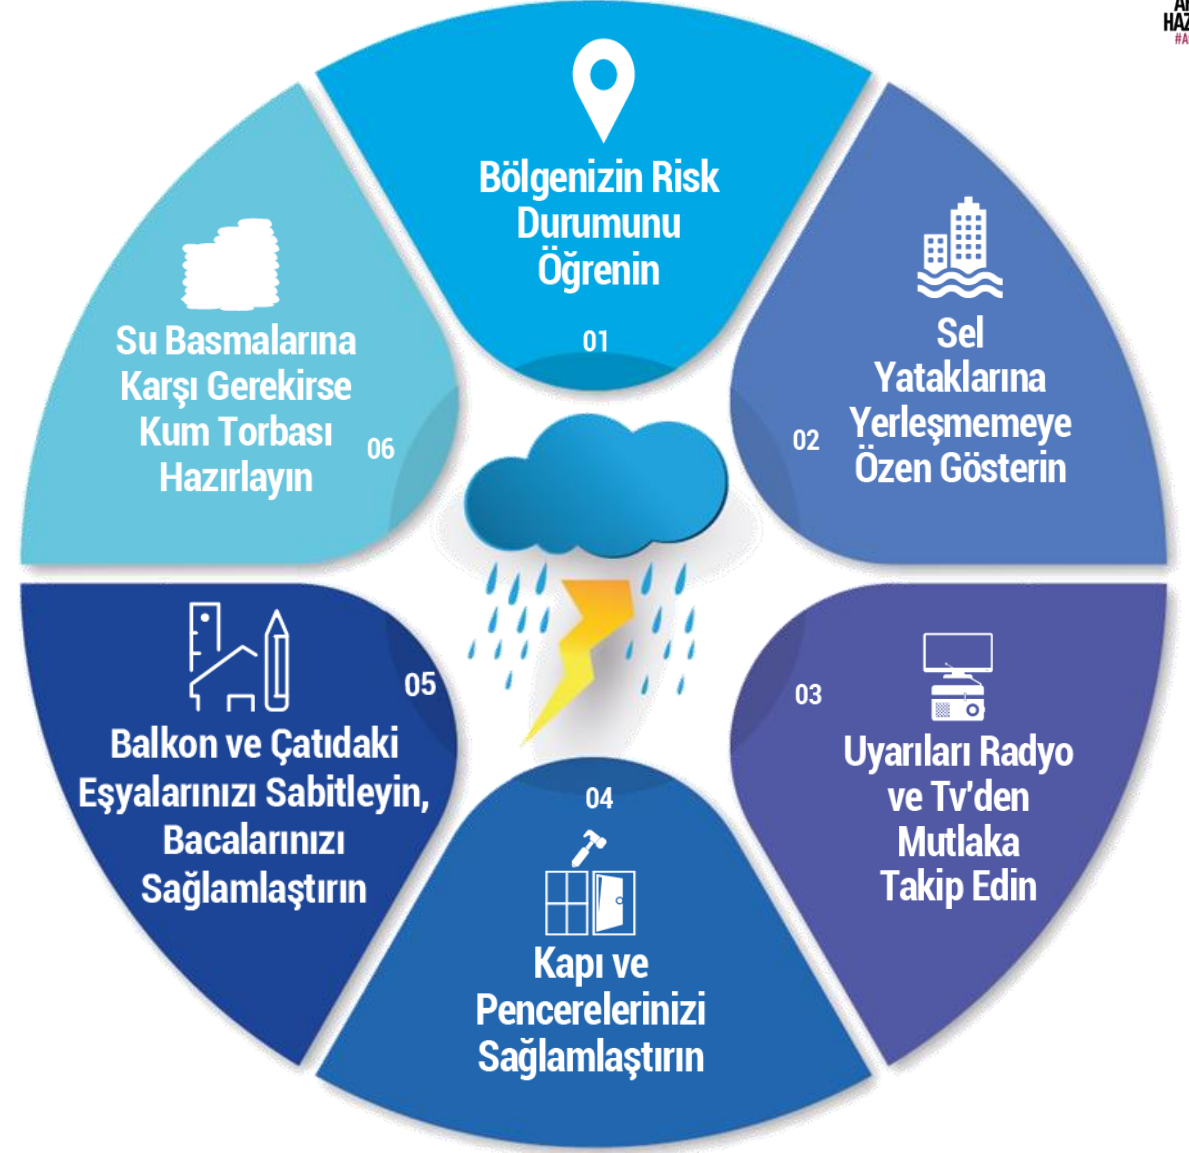 Bölgenizin Risk
Durumunu
Öğrenin
01
Sel
Yataklarına
Yerleşmemeye
Özen Gösterin
02
03
Uyarıları Radyo
ve Tv'den
Mutlaka
Takip Edin
04
Kapı ve
Pencerelerinizi
Sağlamlaştırın
05
Balkon ve Çatıdaki
Eşyalarınızı Sabitleyin,
Bacalarınızı
Sağlamlaştırın
Su Basmalarına
Karşı Gerekirse
Kum Torbası
Hazırlayın
06